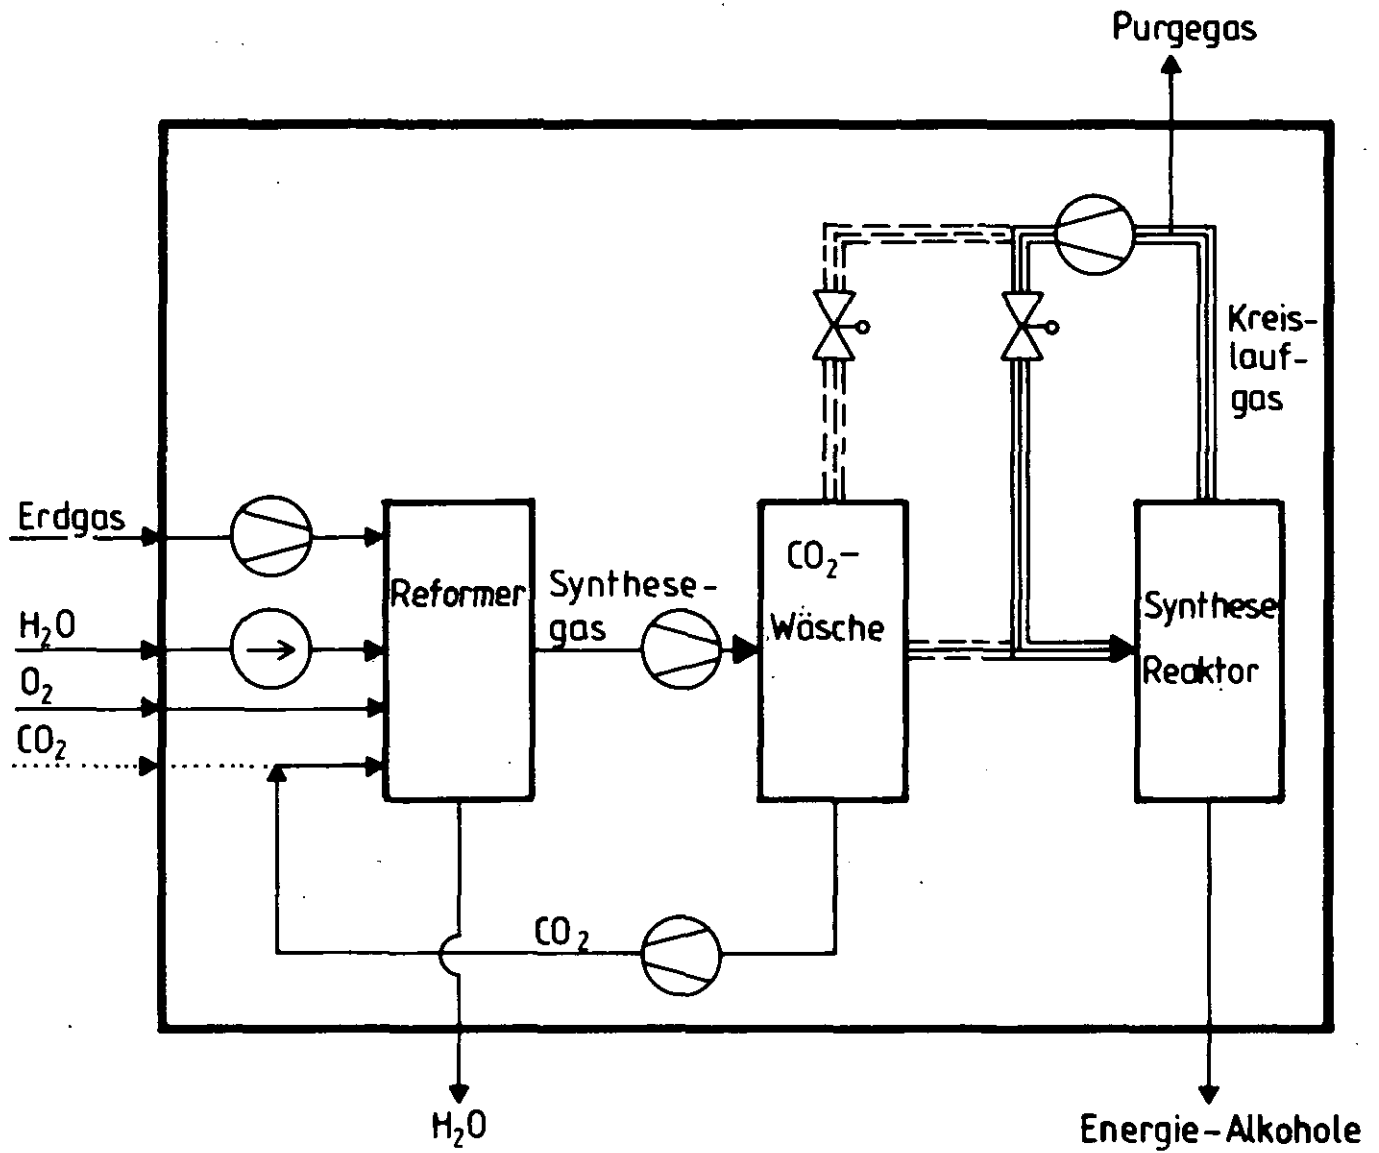 Purgegas
Kreis-
lauf-
gas
Erdgas
H₂O
O₂
CO₂
Reformer
Synthese-
gas
CO₂-
Wäsche
Synthese
Reaktor
CO₂
H₂O
Energie-Alkohole